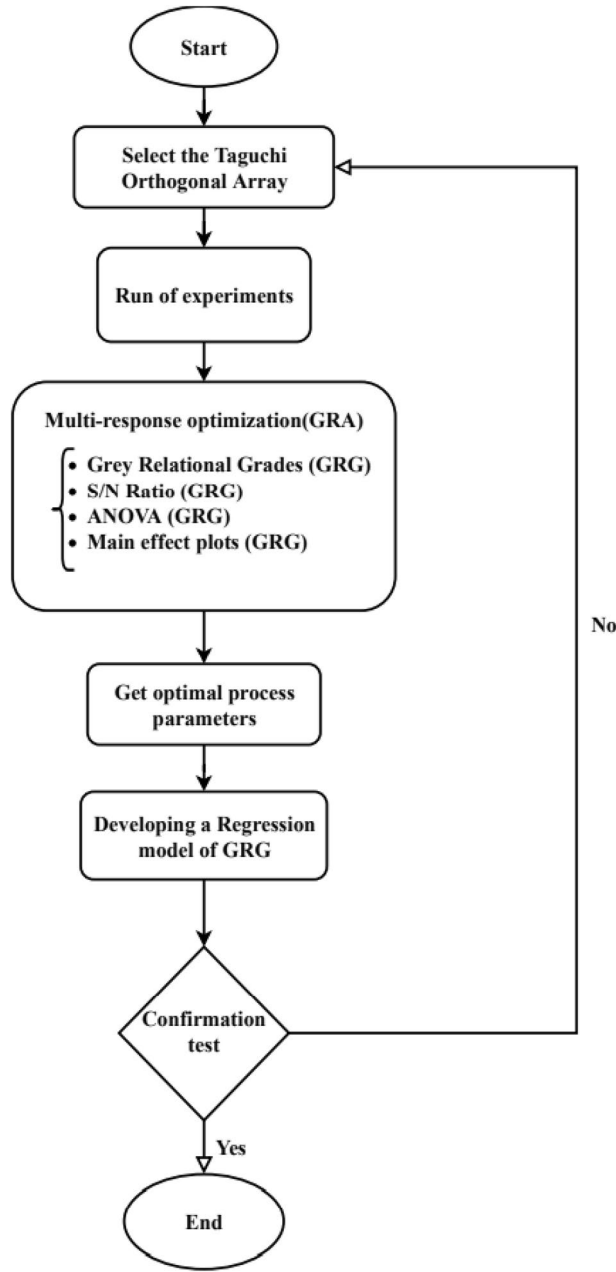 Start
Select the Taguchi
Orthogonal Array
Run of experiments
Multi-response optimization(GRA)
• Grey Relational Grades (GRG)
• S/N Ratio (GRG)
• ANOVA (GRG)
• Main effect plots (GRG)
No
Get optimal process
parameters
Developing a Regression
model of GRG
Confirmation
test
Yes
End